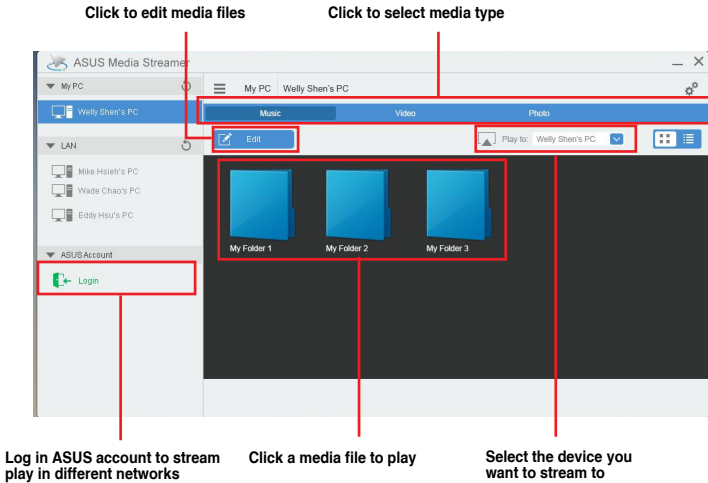 Click to edit media files
Click to select media type
ASUS Media Streamer
My PC
My PC
Welly Shen's PC
Welly Shen's PC
Music
Video
Photo
Edit
Play to:
Welly Shen's PC
LAN
Mike Hsieh's PC
Wade Chao's PC
Eddy Hsu's PC
My Folder 1
My Folder 2
My Folder 3
ASUS Account
Login
Log in ASUS account to stream
play in different networks
Click a media file to play
Select the device you
want to stream to